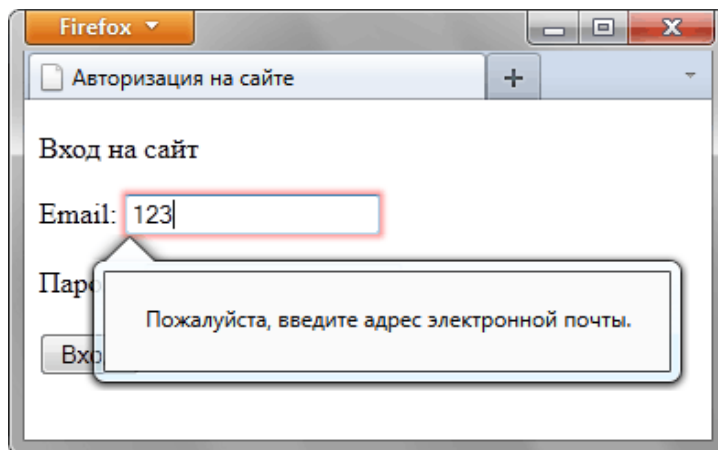 Firefox
Авторизация на сайте
Вход на сайт
Email: 123
Пожалуйста, введите адрес электронной почты.